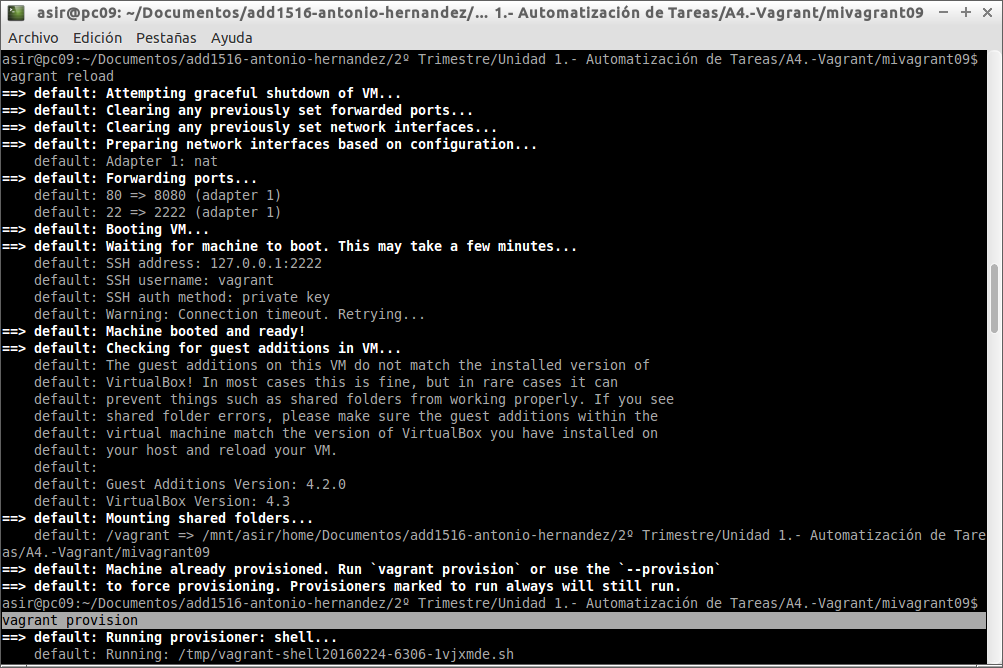 asir@pc09: ~/Documentos/add1516-antonio-hernandez/... 1.- Automatización de Tareas/A4.-Vagrant/mivagrant09
Archivo Edición Pestañas Ayuda
asir@pc09:~/Documentos/add1516-antonio-hernandez/2º Trimestre/Unidad 1.- Automatización de Tareas/A4.-Vagrant/mivagrant09$
vagrant reload
==> default: Attempting graceful shutdown of VM...
==> default: Clearing any previously set forwarded ports...
==> default: Clearing any previously set network interfaces...
==> default: Preparing network interfaces based on configuration...
    default: Adapter 1: nat
==> default: Forwarding ports...
    default: 80 => 8080 (adapter 1)
    default: 22 => 2222 (adapter 1)
==> default: Booting VM...
==> default: Waiting for machine to boot. This may take a few minutes...
    default: SSH address: 127.0.0.1:2222
    default: SSH username: vagrant
    default: SSH auth method: private key
    default: Warning: Connection timeout. Retrying...
==> default: Machine booted and ready!
==> default: Checking for guest additions in VM...
    default: The guest additions on this VM do not match the installed version of
    default: VirtualBox! In most cases this is fine, but in rare cases it can
    default: prevent things such as shared folders from working properly. If you see
    default: shared folder errors, please make sure the guest additions within the
    default: virtual machine match the version of VirtualBox you have installed on
    default: your host and reload your VM.
    default:
    default: Guest Additions Version: 4.2.0
    default: VirtualBox Version: 4.3
==> default: Mounting shared folders...
    default: /vagrant => /mnt/asir/home/Documentos/add1516-antonio-hernandez/2º Trimestre/Unidad 1.- Automatización de Tare
as/A4.-Vagrant/mivagrant09
==> default: Machine already provisioned. Run `vagrant provision` or use the `--provision`
==> default: to force provisioning. Provisioners marked to run always will still run.
asir@pc09:~/Documentos/add1516-antonio-hernandez/2º Trimestre/Unidad 1.- Automatización de Tareas/A4.-Vagrant/mivagrant09$
vagrant provision
==> default: Running provisioner: shell...
    default: Running: /tmp/vagrant-shell20160224-6306-1vjxmde.sh